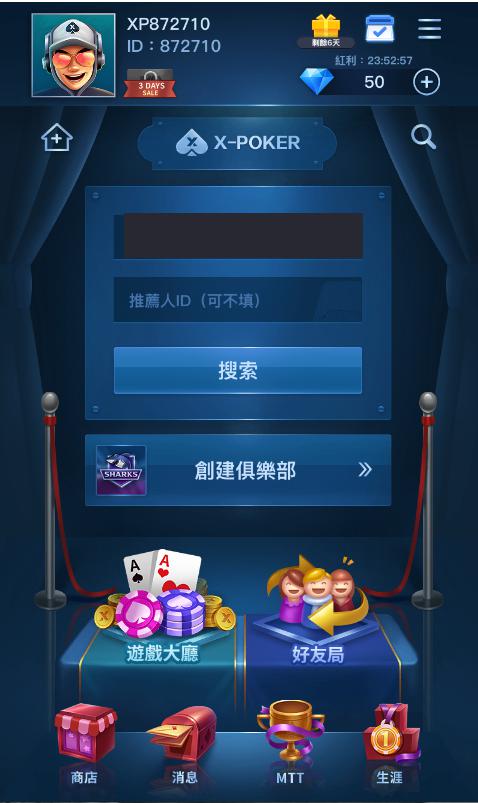 XP872710
ID：872710
3 DAYS
SALE
剩餘6天
紅利：23:52:57
50
X-POKER
推薦人ID（可不填）
搜索
SHARKS
創建俱樂部
A
A
遊戲大廳
好友局
商店
消息
MTT
生涯